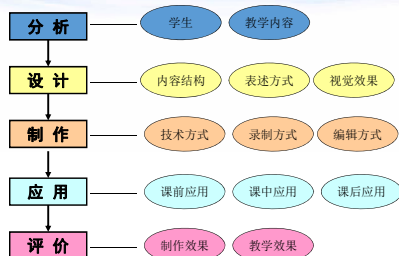 分析 学生 教学内容
设计 内容结构 表述方式 视觉效果
制作 技术方式 录制方式 编辑方式
应用 课前应用 课中应用 课后应用
评价 制作效果 教学效果